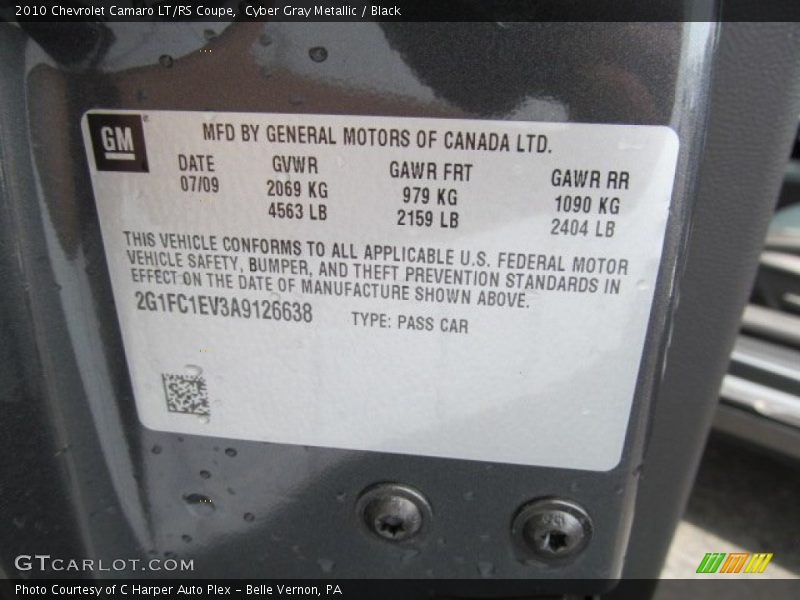 2010 Chevrolet Camaro LT/RS Coupe,  Cyber Gray Metallic / Black
GM
MFD BY GENERAL MOTORS OF CANADA LTD.
DATE GVWR GAWR FRT GAWR RR
07/09 2069 KG 979 KG 1090 KG
4563 LB 2159 LB 2404 LB
THIS VEHICLE CONFORMS TO ALL APPLICABLE U.S. FEDERAL MOTOR
VEHICLE SAFETY, BUMPER, AND THEFT PREVENTION STANDARDS IN
EFFECT ON THE DATE OF MANUFACTURE SHOWN ABOVE.
2G1FC1EV3A9126638 TYPE: PASS CAR
GTCARLOT.COM
Photo Courtesy of C Harper Auto Plex – Belle Vernon, PA